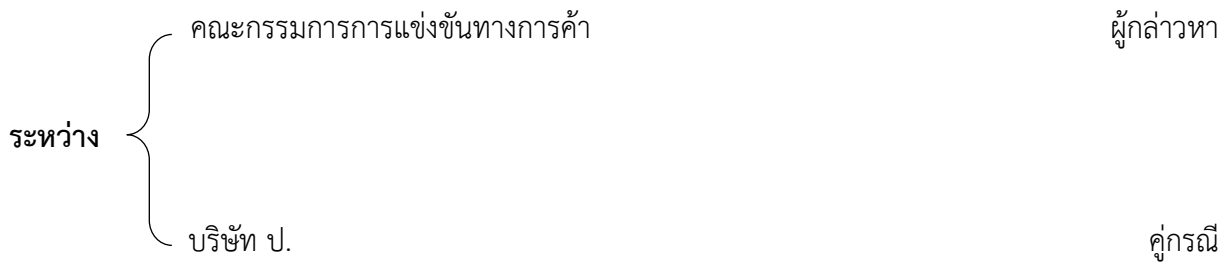 คณะกรรมการการแข่งขันทางการค้า ผู้กล่าวหา
ระหว่าง
บริษัท ป. คู่กรณี